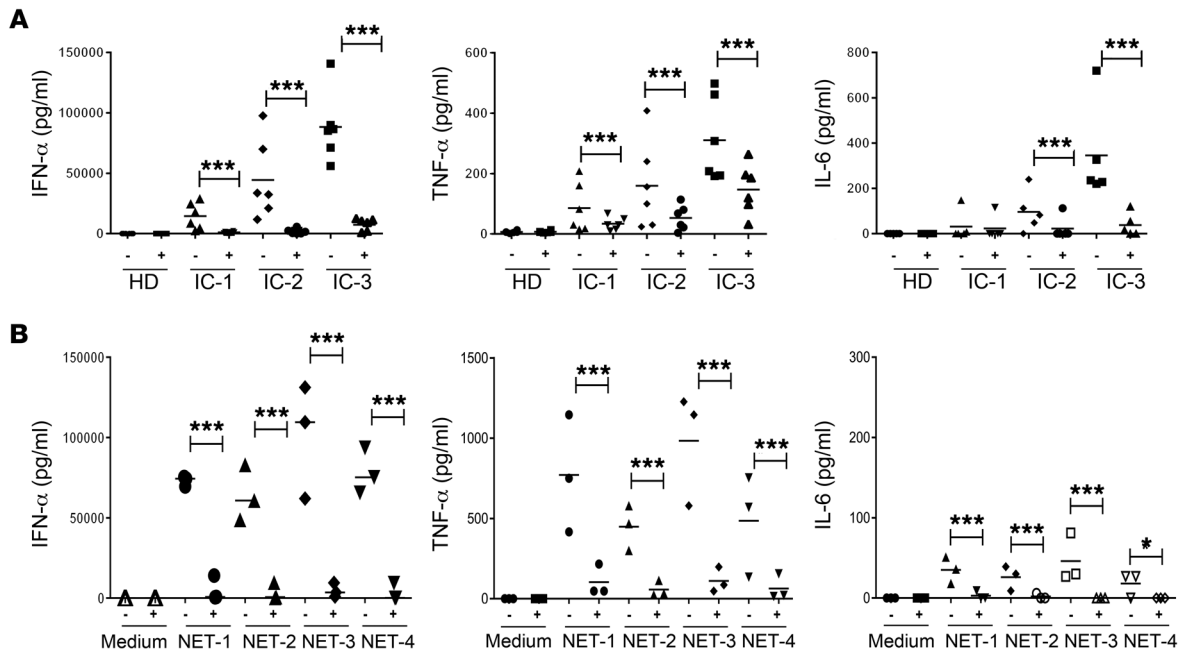 A
IFN-α (pg/ml)
150000
100000
50000
0
*** *** ***
- + - + - + - +
HD IC-1 IC-2 IC-3
TNF-α (pg/ml)
600
400
200
0
*** *** ***
- + - + - + - +
HD IC-1 IC-2 IC-3
IL-6 (pg/ml)
800
600
400
200
0
*** ***
- + - + - + - +
HD IC-1 IC-2 IC-3
B
IFN-α (pg/ml)
150000
100000
50000
0
*** *** *** ***
- + - + - + - + - +
Medium NET-1 NET-2 NET-3 NET-4
TNF-α (pg/ml)
1500
1000
500
0
*** *** *** ***
- + - + - + - + - +
Medium NET-1 NET-2 NET-3 NET-4
IL-6 (pg/ml)
300
200
100
0
*** *** *** *
- + - + - + - + - +
Medium NET-1 NET-2 NET-3 NET-4